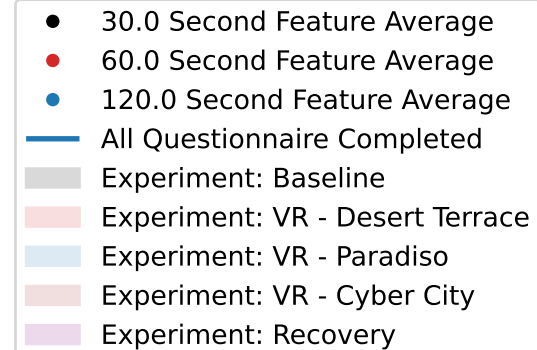 30.0 Second Feature Average
60.0 Second Feature Average
120.0 Second Feature Average
All Questionnaire Completed
Experiment: Baseline
Experiment: VR - Desert Terrace
Experiment: VR - Paradiso
Experiment: VR - Cyber City
Experiment: Recovery